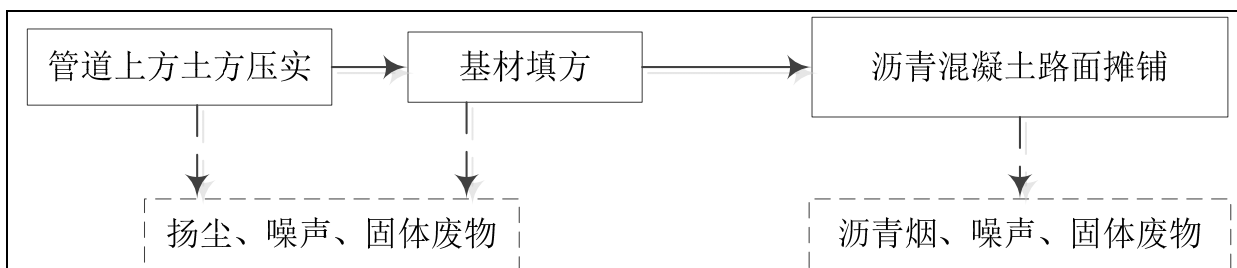 管道上方土方压实
基材填方
沥青混凝土路面摊铺
扬尘、噪声、固体废物
沥青烟、噪声、固体废物